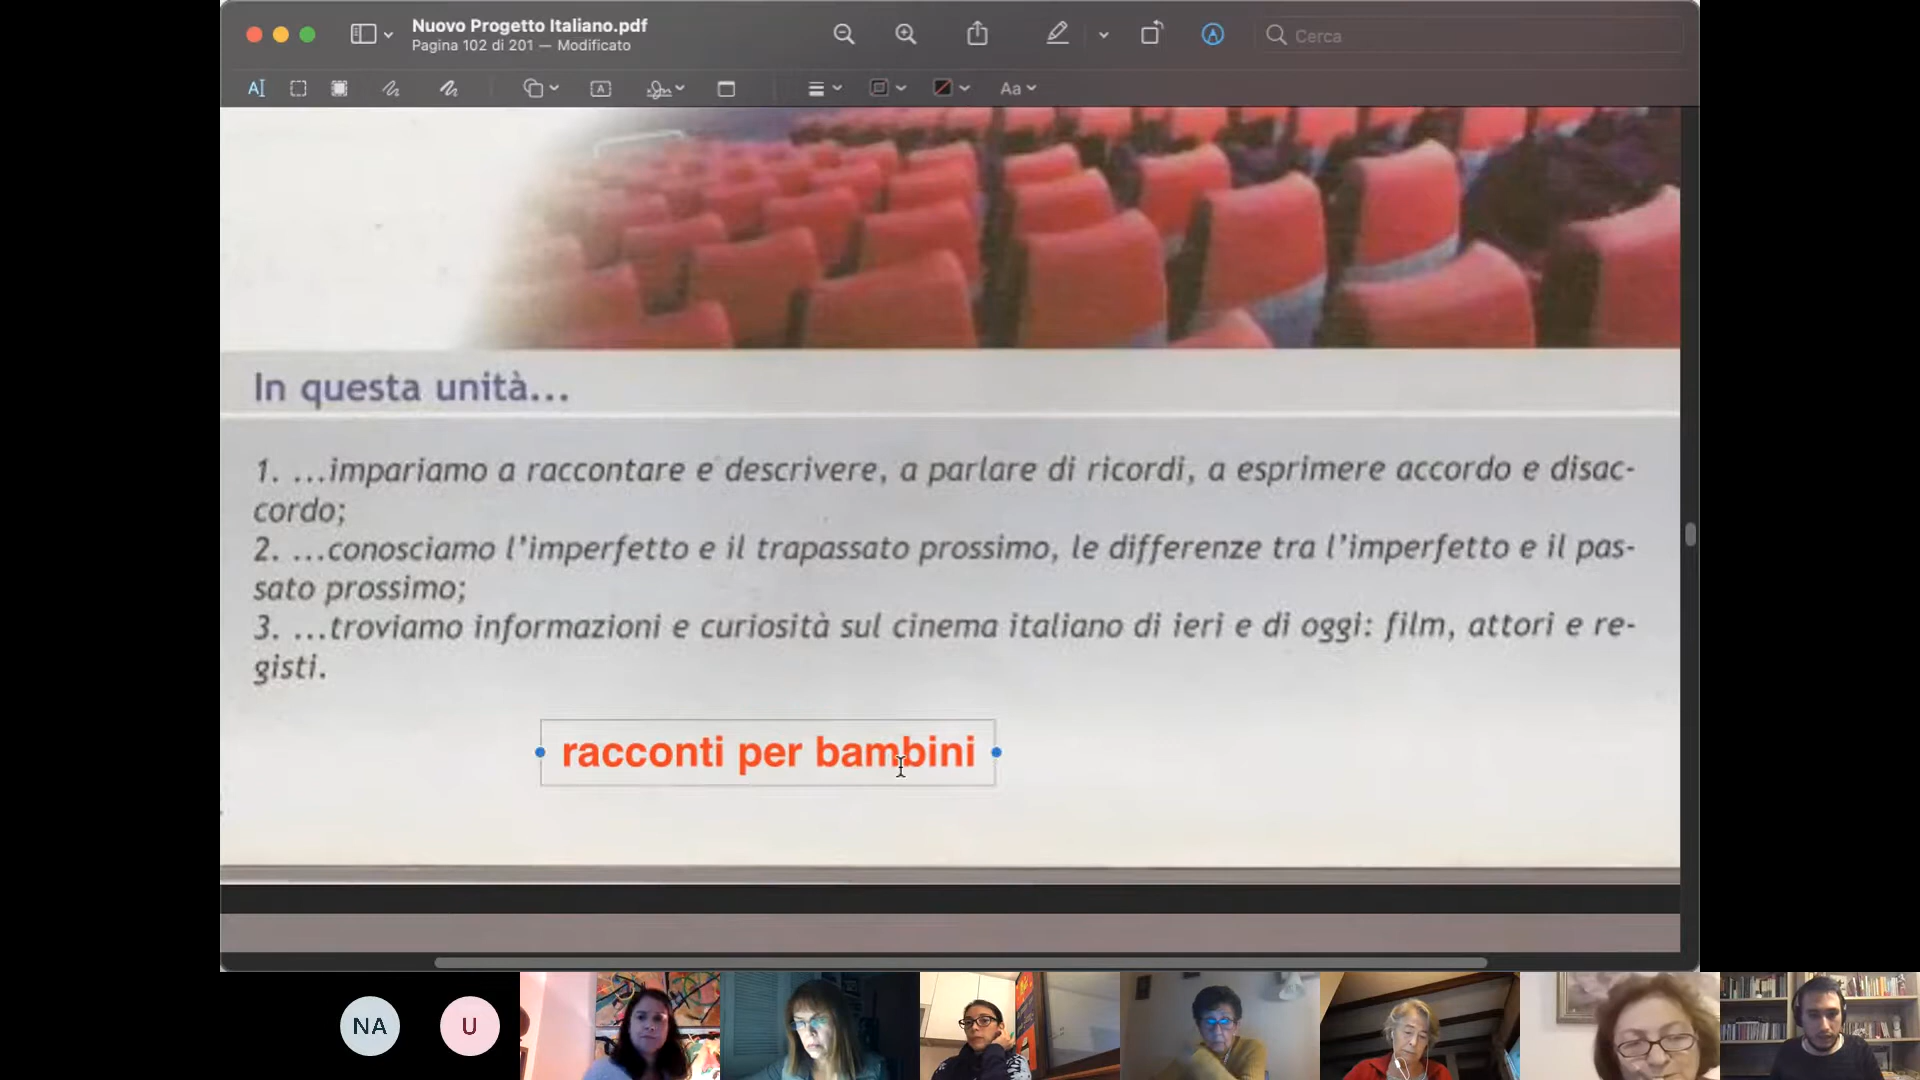 Nuovo Progetto Italiano.pdf
Pagina 102 di 201 — Modificato
Cerca
Aa
In questa unità...
1. ...impariamo a raccontare e descrivere, a parlare di ricordi, a esprimere accordo e disac-
cordo;
2. ...conosciamo l'imperfetto e il trapassato prossimo, le differenze tra l'imperfetto e il pas-
sato prossimo;
3. ...troviamo informazioni e curiosità sul cinema italiano di ieri e di oggi: film, attori e re-
gisti.
racconti per bambini
NA
U